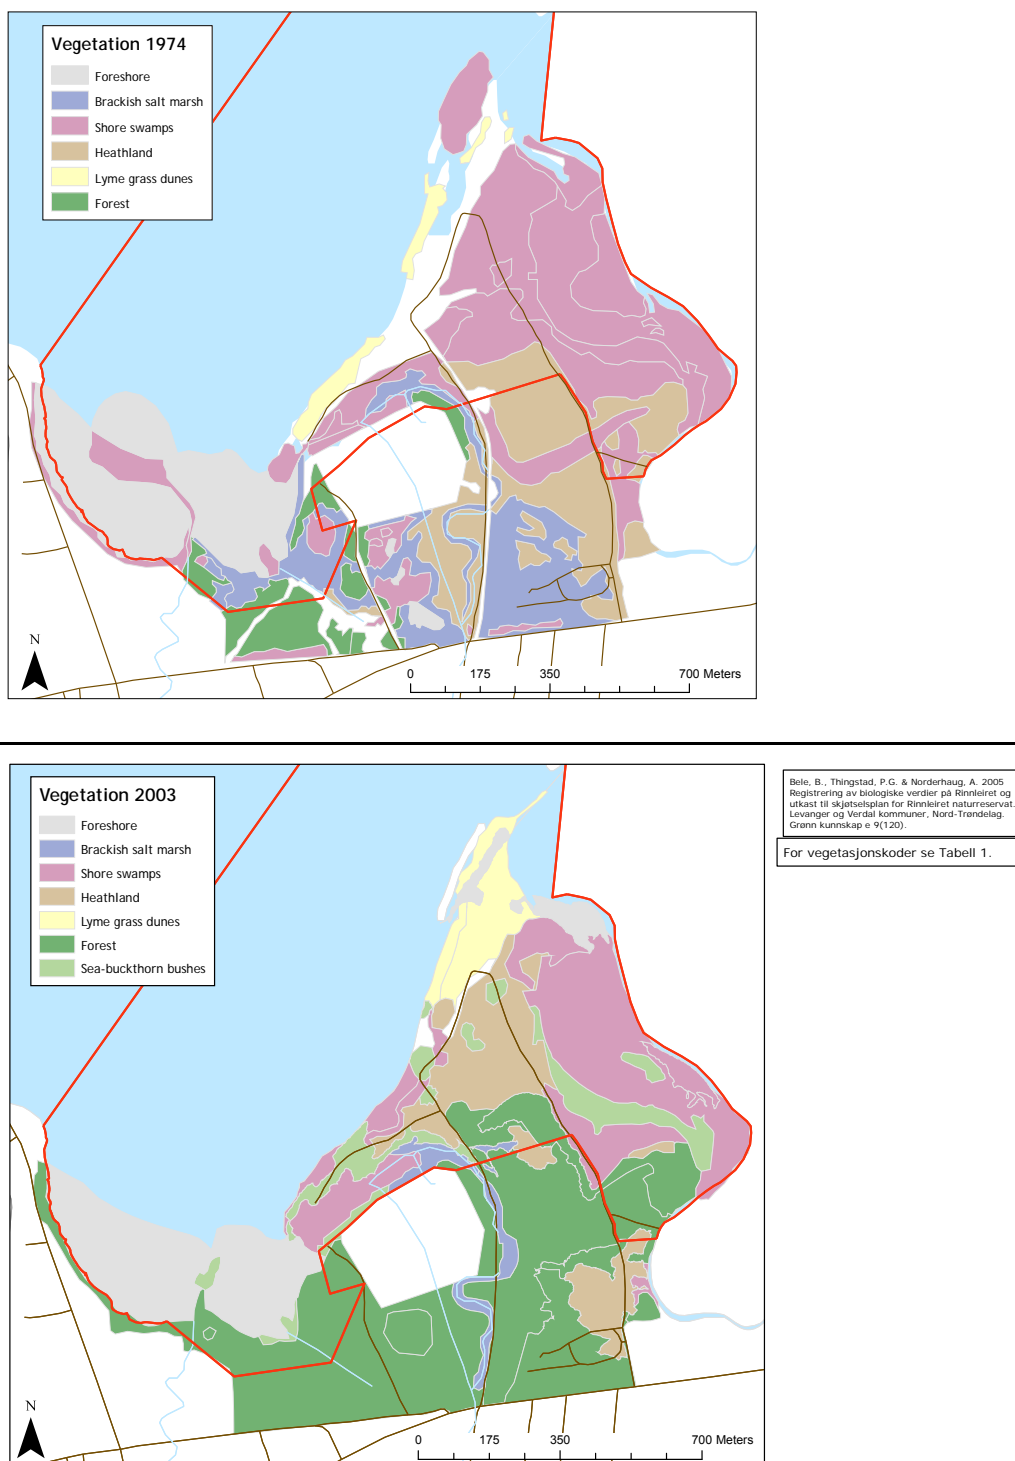 Vegetation 1974
Foreshore
Brackish salt marsh
Shore swamps
Heathland
Lyme grass dunes
Forest
N
0 175 350 700 Meters
Vegetation 2003
Foreshore
Brackish salt marsh
Shore swamps
Heathland
Lyme grass dunes
Forest
Sea-buckthorn bushes
N
0 175 350 700 Meters
Bele, B., Thingstad, P.G. & Norderhaug, A. 2005
Registrering av biologiske verdier på Rinnleiret og
utkast til skjøtselsplan for Rinnleiret naturreservat.
Levanger og Verdal kommuner, Nord-Trøndelag.
Grønn kunnskap e 9(120).
For vegetasjonskoder se Tabell 1.